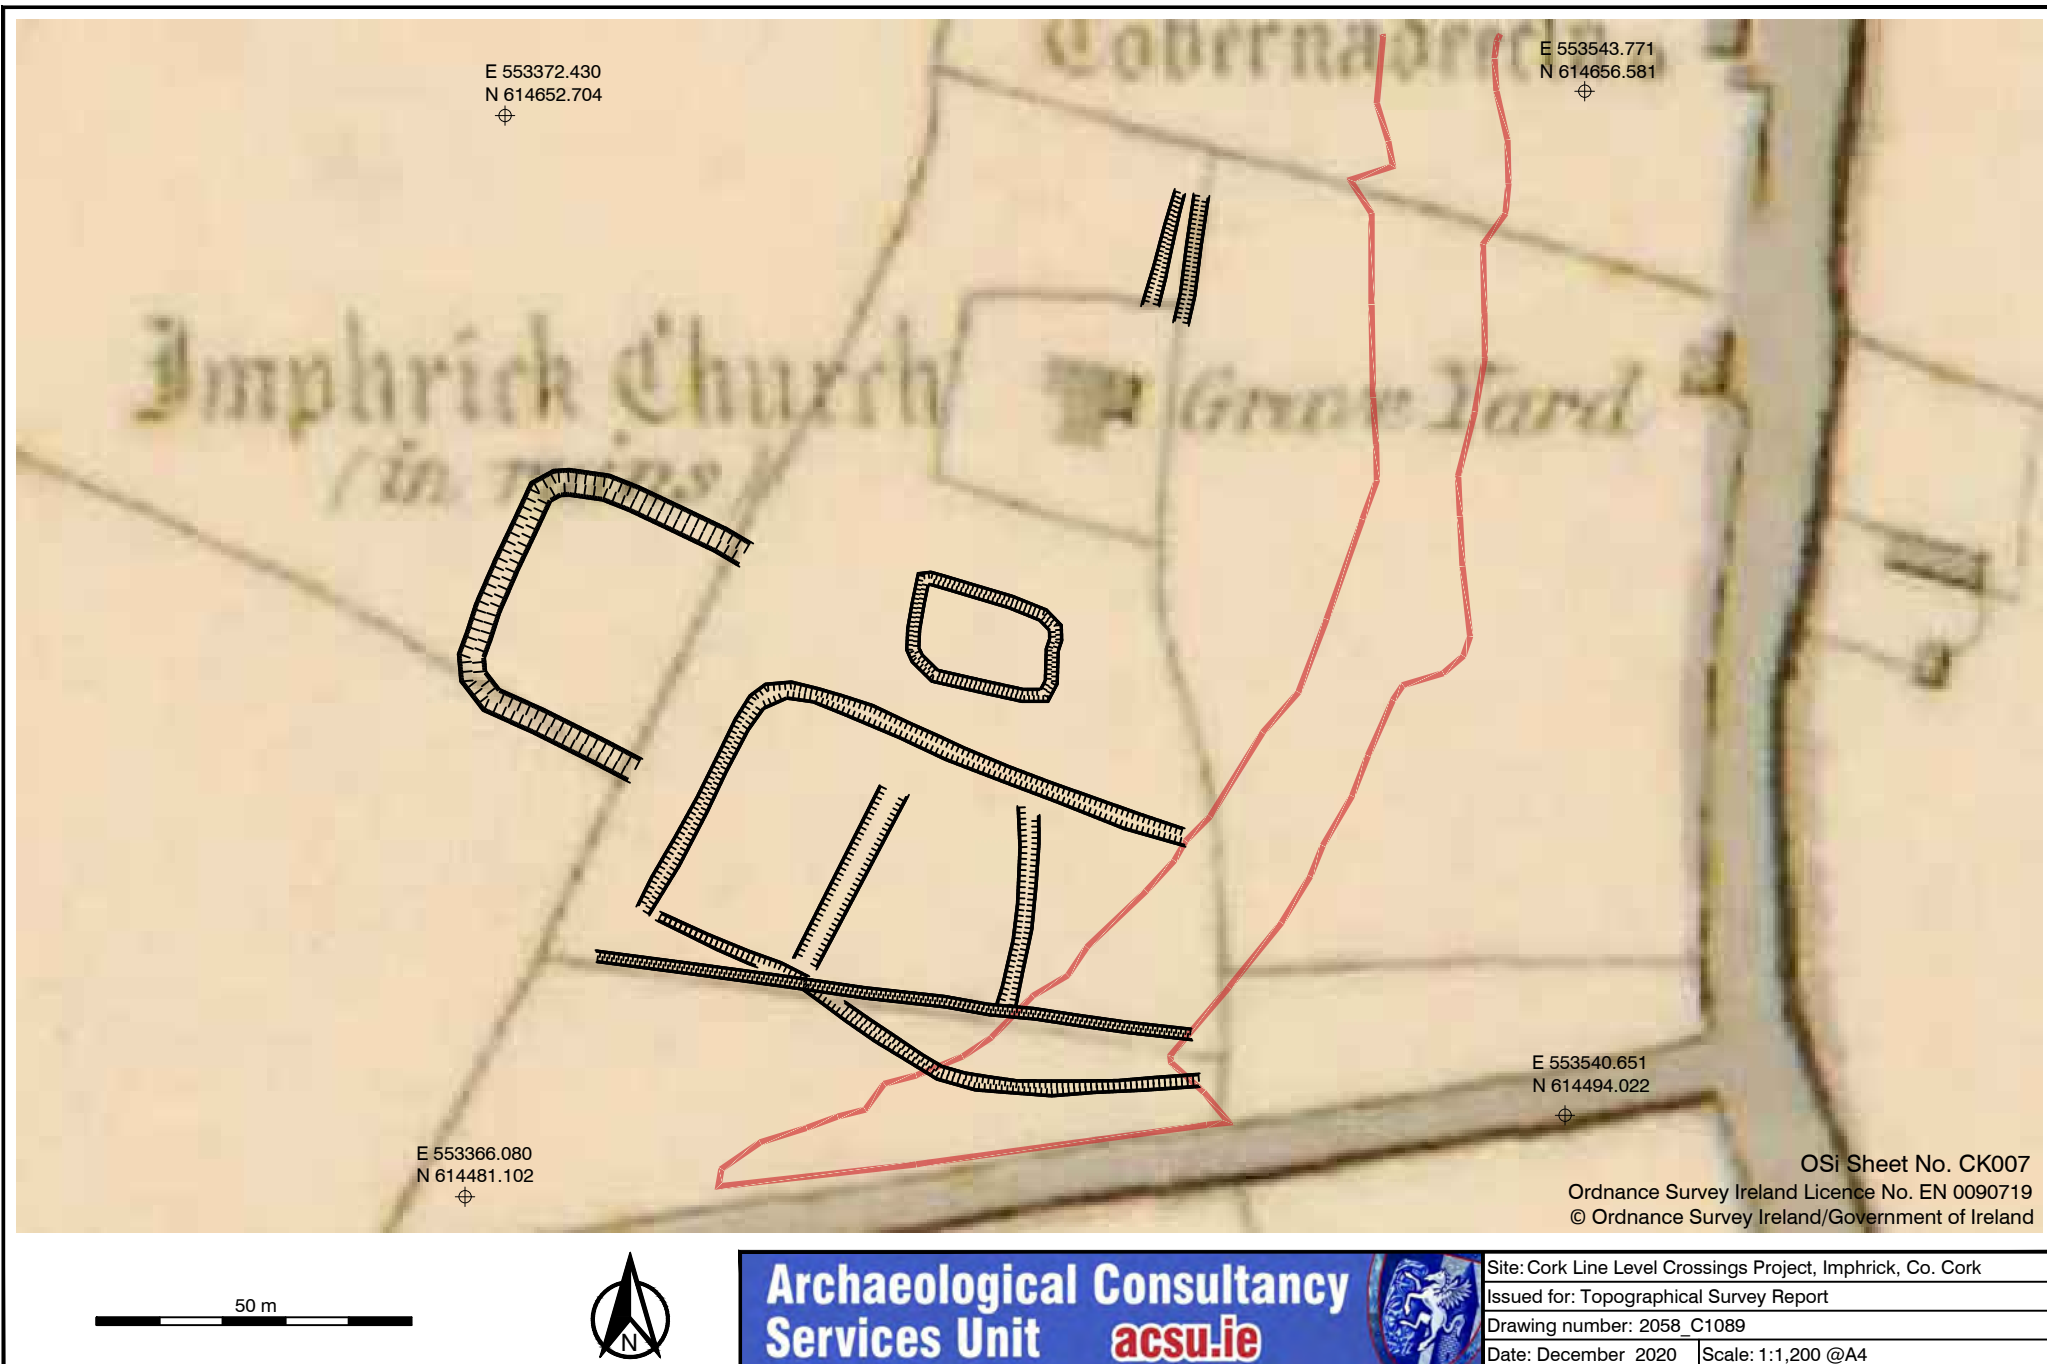 Tobernadreela
E 553372.430
N 614652.704
E 553543.771
N 614656.581
Imphrick Church
(in ruins)
Grave Yard
E 553540.651
N 614494.022
E 553366.080
N 614481.102
OSi Sheet No. CK007
Ordnance Survey Ireland Licence No. EN 0090719
© Ordnance Survey Ireland/Government of Ireland
50 m
N
Archaeological Consultancy
Services Unit acsu.ie
Site: Cork Line Level Crossings Project, Imphrick, Co. Cork
Issued for: Topographical Survey Report
Drawing number: 2058_C1089
Date: December 2020 Scale: 1:1,200 @A4